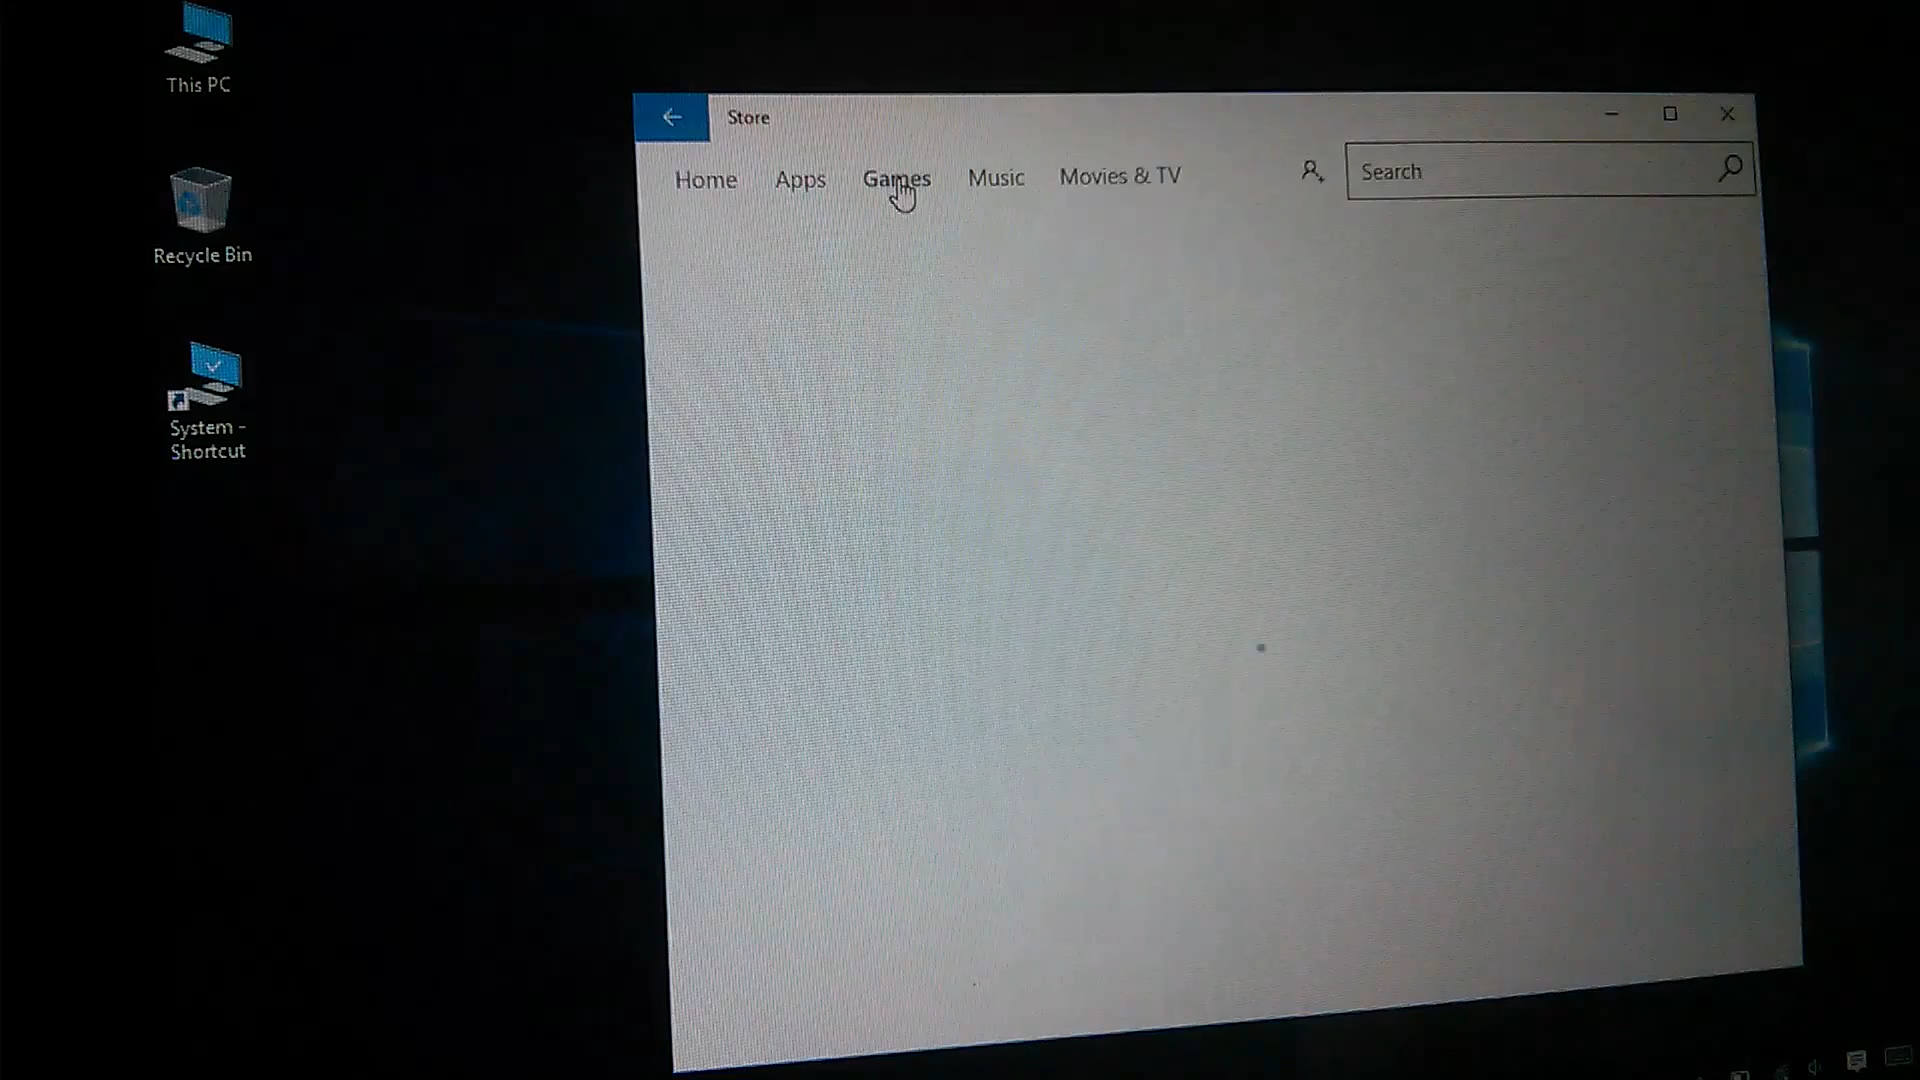 This PC
Recycle Bin
System -
Shortcut
Store
Home Apps Games Music Movies & TV
Search